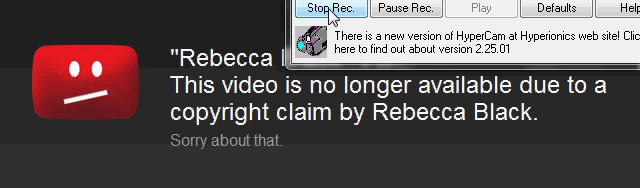 Stop Rec. Pause Rec. Play Defaults Help
There is a new version of HyperCam at Hyperionics web site! Clic
here to find out about version 2.25.01
"Rebecca
This video is no longer available due to a
copyright claim by Rebecca Black.
Sorry about that.